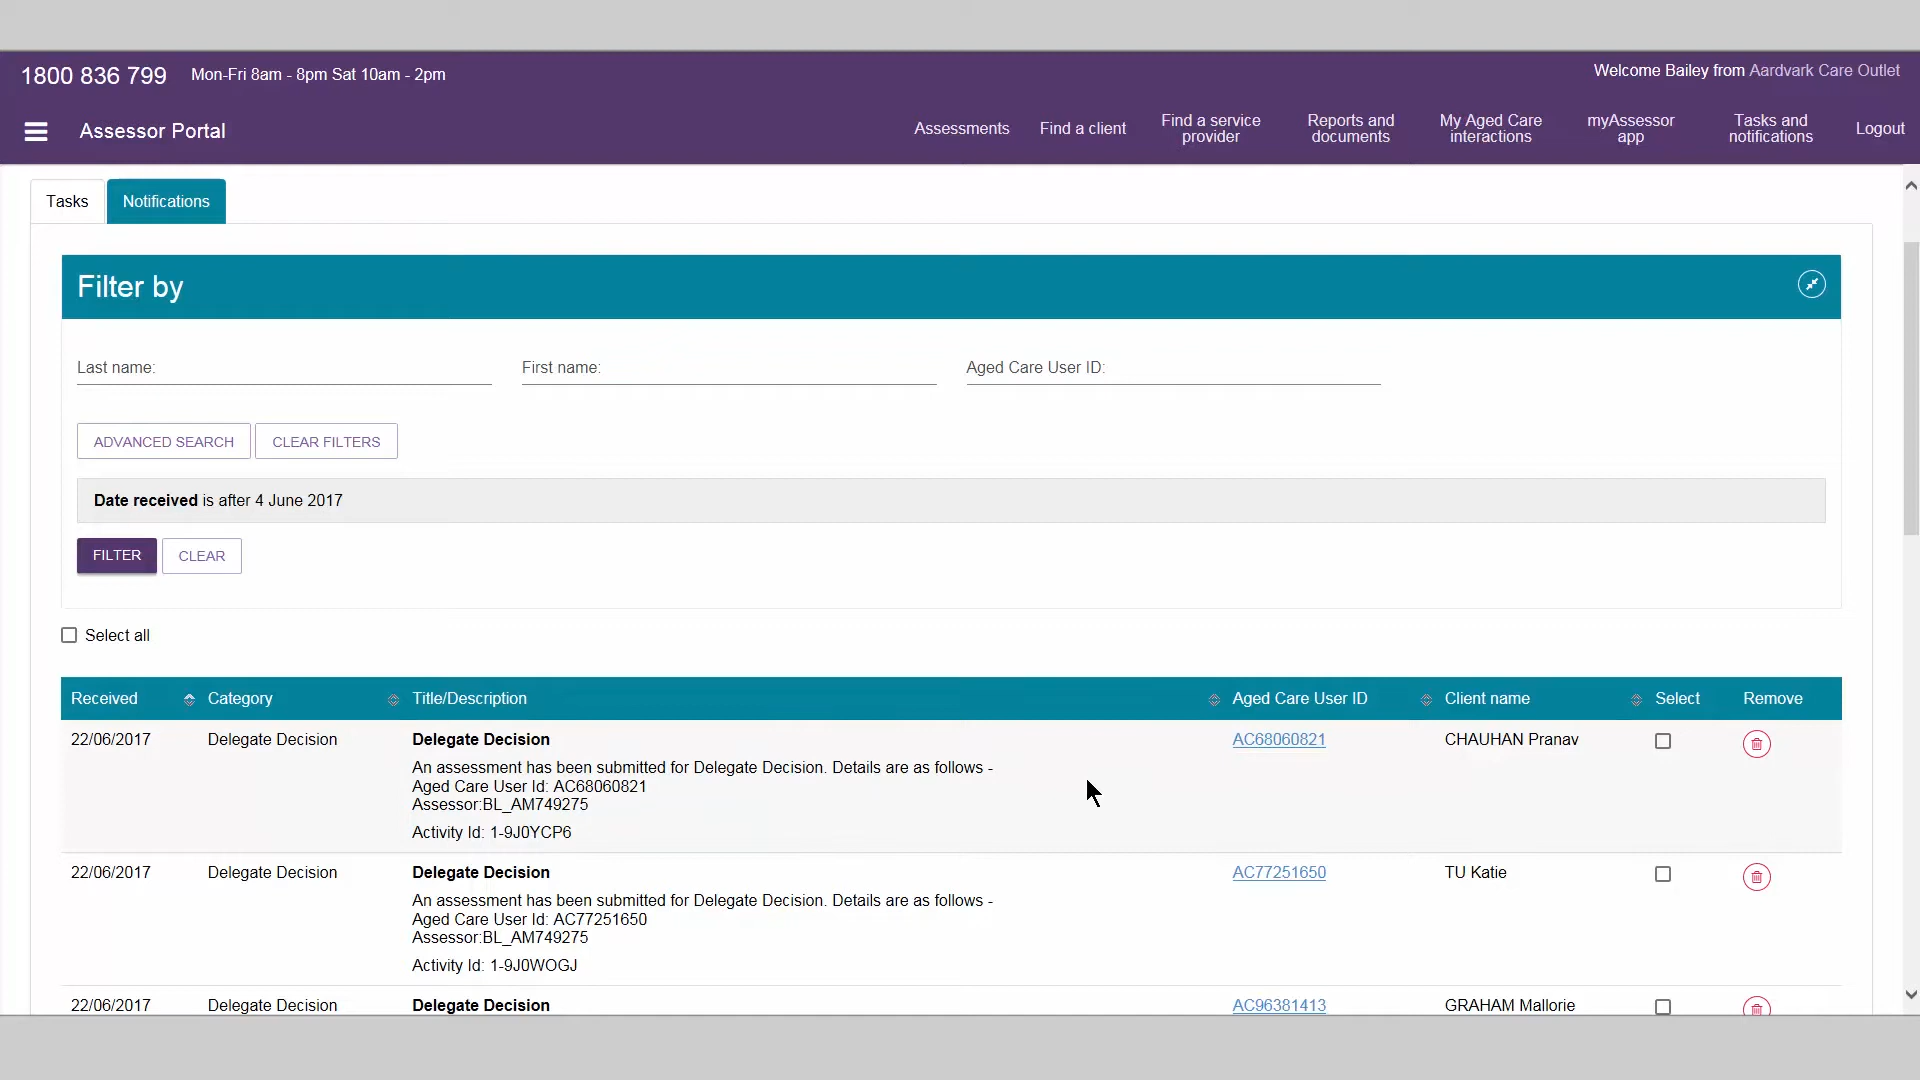 1800 836 799 Mon-Fri 8am - 8pm Sat 10am - 2pm
Welcome Bailey from Aardvark Care Outlet
Assessor Portal
Assessments
Find a client
Find a service provider
Reports and documents
My Aged Care interactions
myAssessor app
Tasks and notifications
Logout
Tasks
Notifications
Filter by
Last name:
First name:
Aged Care User ID:
ADVANCED SEARCH
CLEAR FILTERS
Date received is after 4 June 2017
FILTER
CLEAR
Select all
Received Category Title/Description Aged Care User ID Client name Select Remove
22/06/2017 Delegate Decision Delegate Decision AC68060821 CHAUHAN Pranav
An assessment has been submitted for Delegate Decision. Details are as follows -
Aged Care User Id: AC68060821
Assessor:BL_AM749275
Activity Id: 1-9J0YCP6
22/06/2017 Delegate Decision Delegate Decision AC77251650 TU Katie
An assessment has been submitted for Delegate Decision. Details are as follows -
Aged Care User Id: AC77251650
Assessor:BL_AM749275
Activity Id: 1-9J0WOGJ
22/06/2017 Delegate Decision Delegate Decision AC96381413 GRAHAM Mallorie